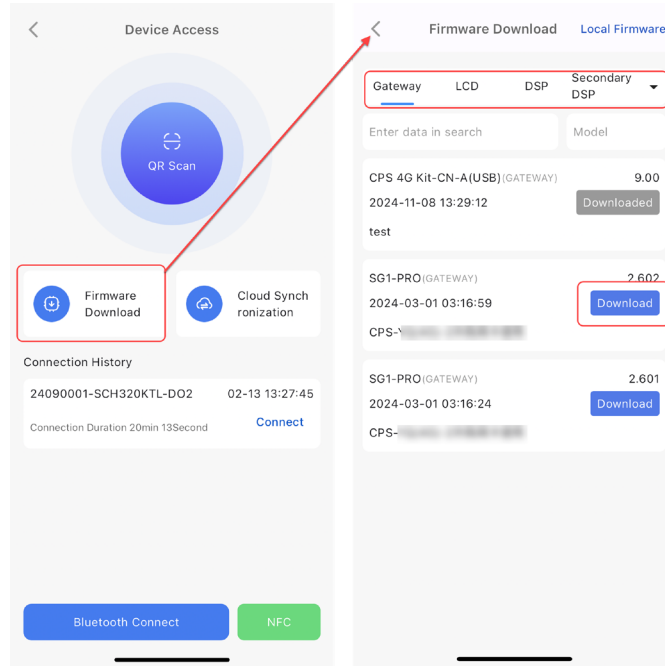 Device Access
QR Scan
Firmware
Download
Cloud Synch
ronization
Connection History
24090001-SCH320KTL-DO2 02-13 13:27:45
Connection Duration 20min 13Second Connect
Bluetooth Connect NFC
Firmware Download Local Firmware
Gateway LCD DSP Secondary
DSP
Enter data in search Model
CPS 4G Kit-CN-A(USB)(GATEWAY) 9.00
2024-11-08 13:29:12 Downloaded
test
SG1-PRO(GATEWAY) 2.602
2024-03-01 03:16:59 Download
CPS-
SG1-PRO(GATEWAY) 2.601
2024-03-01 03:16:24 Download
CPS-